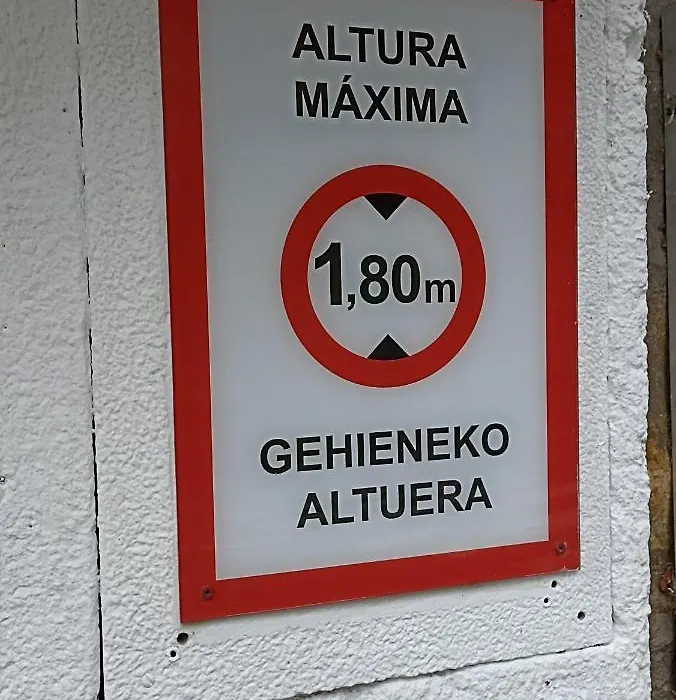 ALTURA
MÁXIMA
1,80m
GEHIENEKO
ALTUERA